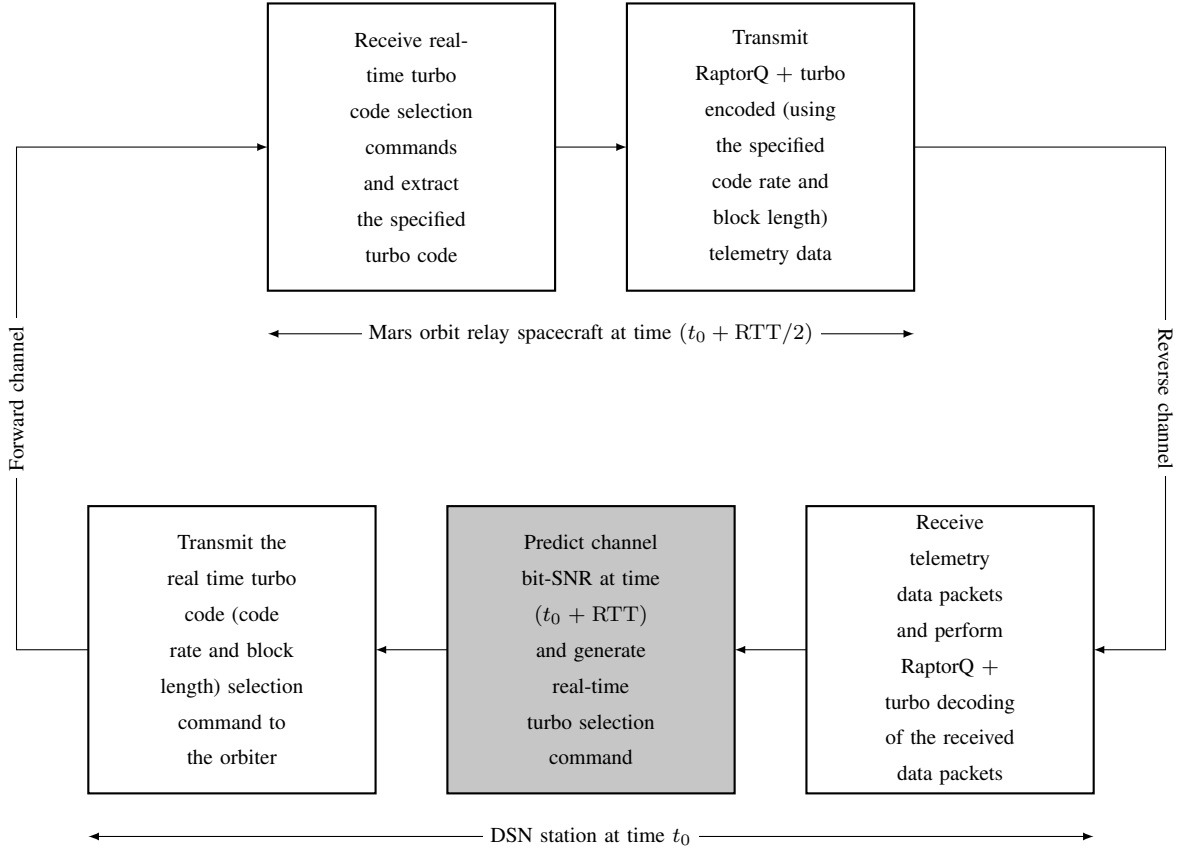 Receive real-
time turbo
code selection
commands
and extract
the specified
turbo code
Transmit
RaptorQ + turbo
encoded (using
the specified
code rate and
block length)
telemetry data
Mars orbit relay spacecraft at time (t₀ + RTT/2)
Forward channel
Reverse channel
Transmit the
real time turbo
code (code
rate and block
length) selection
command to
the orbiter
Predict channel
bit-SNR at time
(t₀ + RTT)
and generate
real-time
turbo selection
command
Receive
telemetry
data packets
and perform
RaptorQ +
turbo decoding
of the received
data packets
DSN station at time t₀